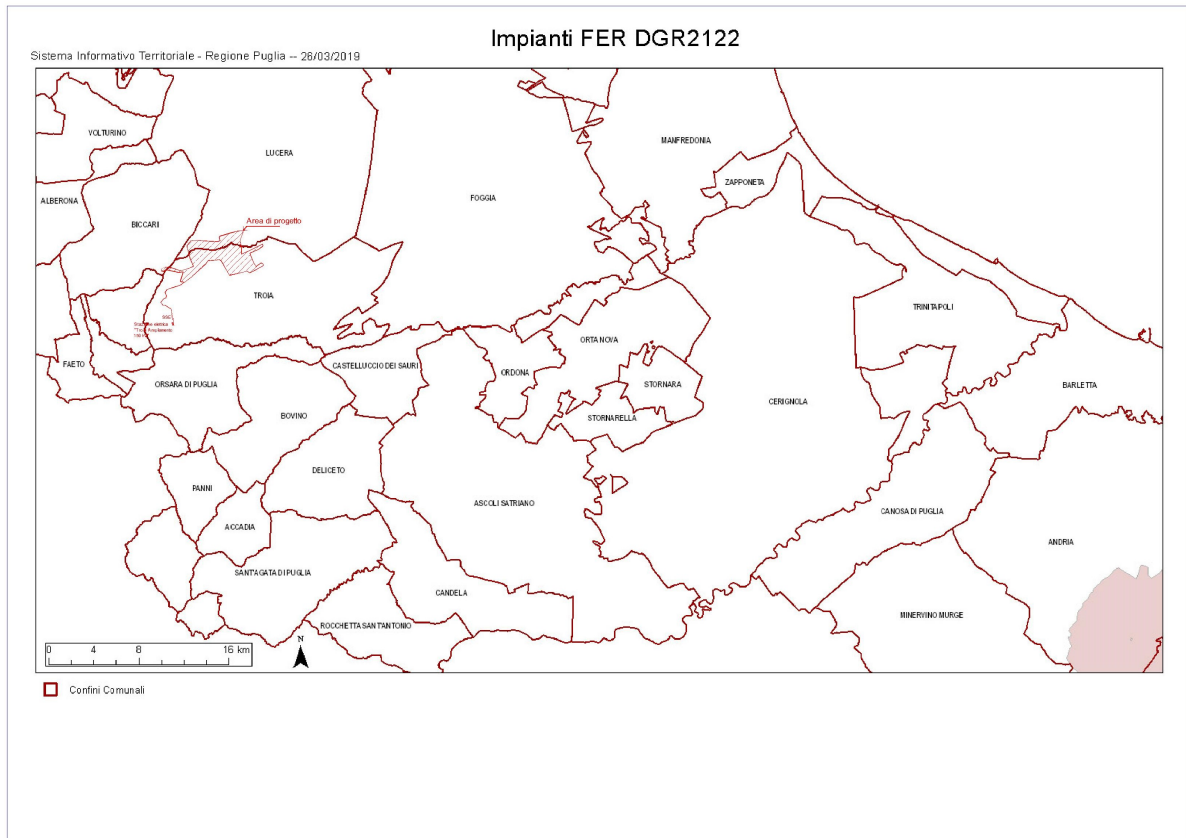 Impianti FER DGR2122
Sistema Informativo Territoriale - Regione Puglia -- 26/03/2019
VOLTURINO
LUCERA
MANFREDONIA
ZAPPONETA
ALBERONA
FOGGIA
BICCARI
Area di progetto
TROIA
TRINITAPOLI
SSE
FAETO
ORSARA DI PUGLIA
CASTELLUCCIO DEI SAURI
ORDONA
ORTA NOVA
STORNARA
BARLETTA
CERIGNOLA
BOVINO
STORNARELLA
DELICETO
PANNI
ASCOLI SATRIANO
CANOSA DI PUGLIA
ACCADIA
ANDRIA
SANT'AGATA DI PUGLIA
CANDELA
MINERVINO MURGE
ROCCHETTA SANT'ANTONIO
N
0 4 8 16 km
Confini Comunali